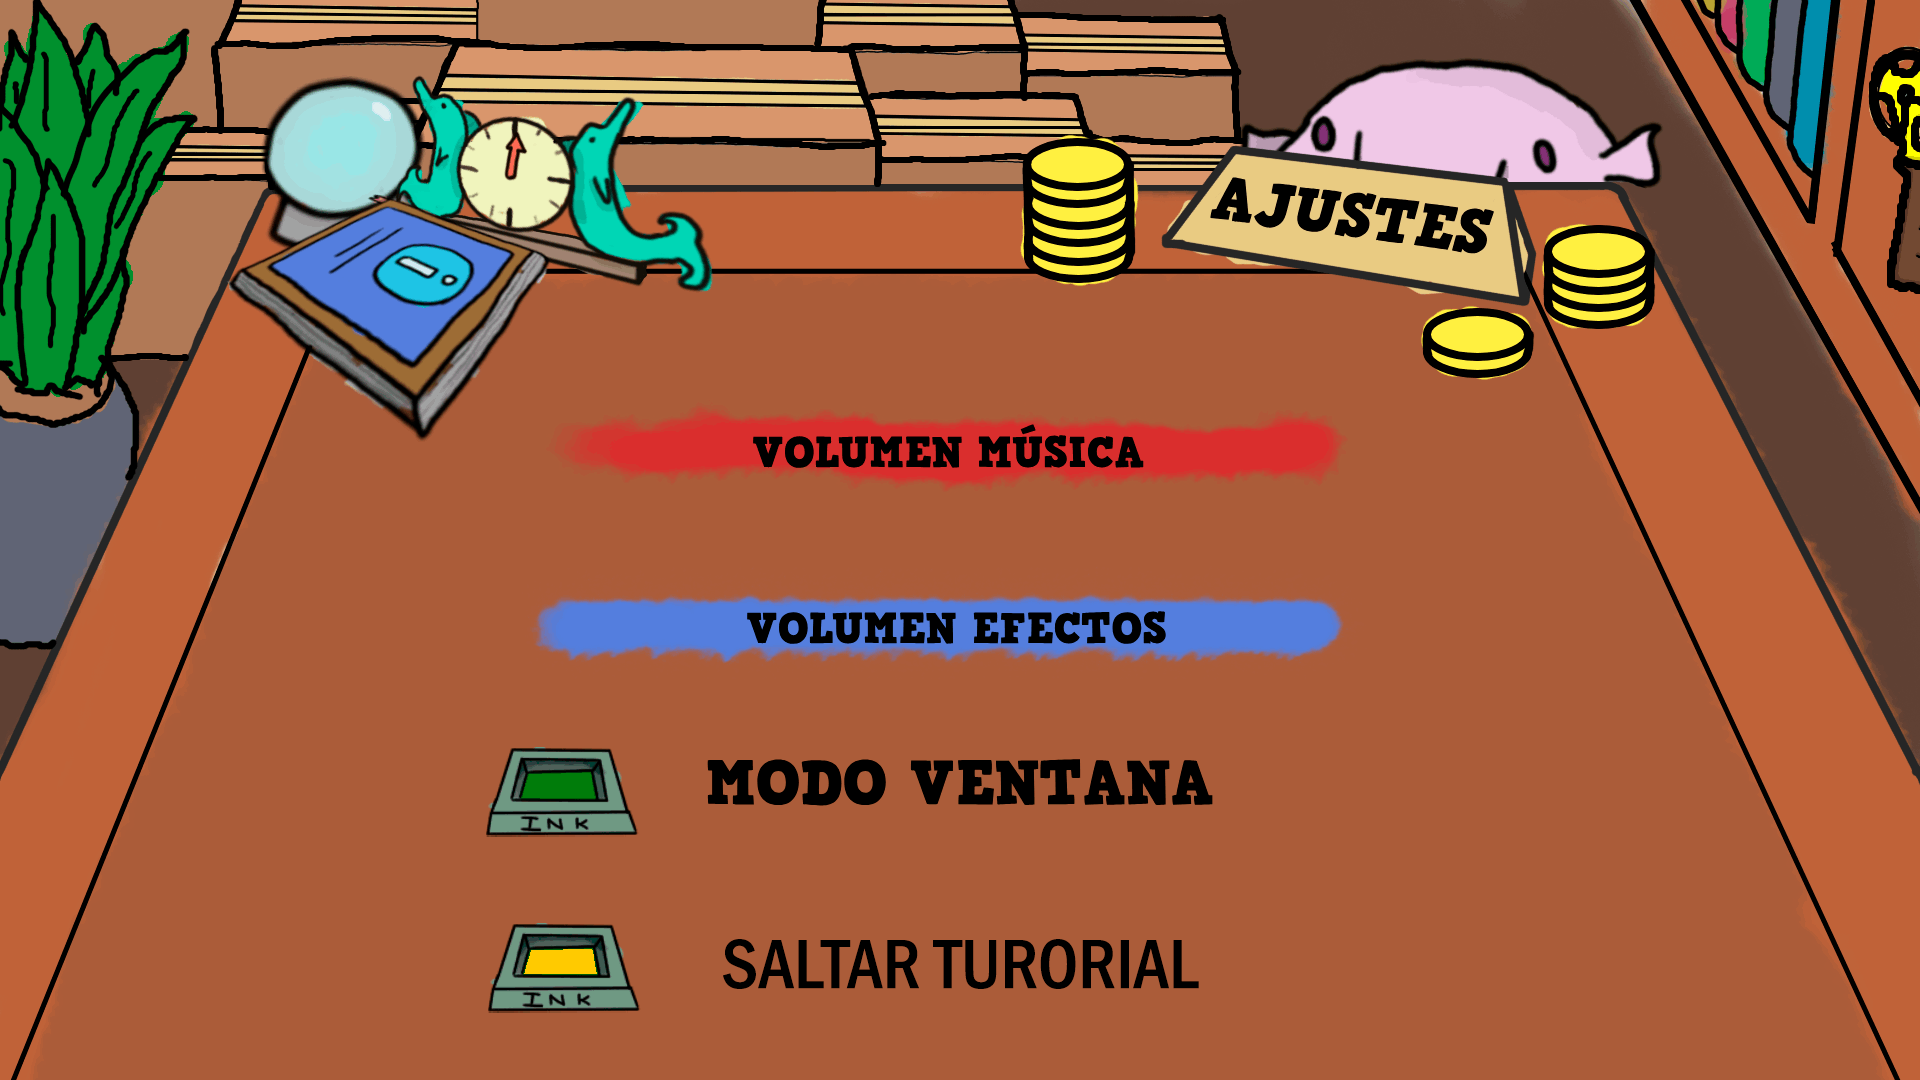 AJUSTES
VOLUMEN MÚSICA
VOLUMEN EFECTOS
MODO VENTANA
INK
SALTAR TURORIAL
INK